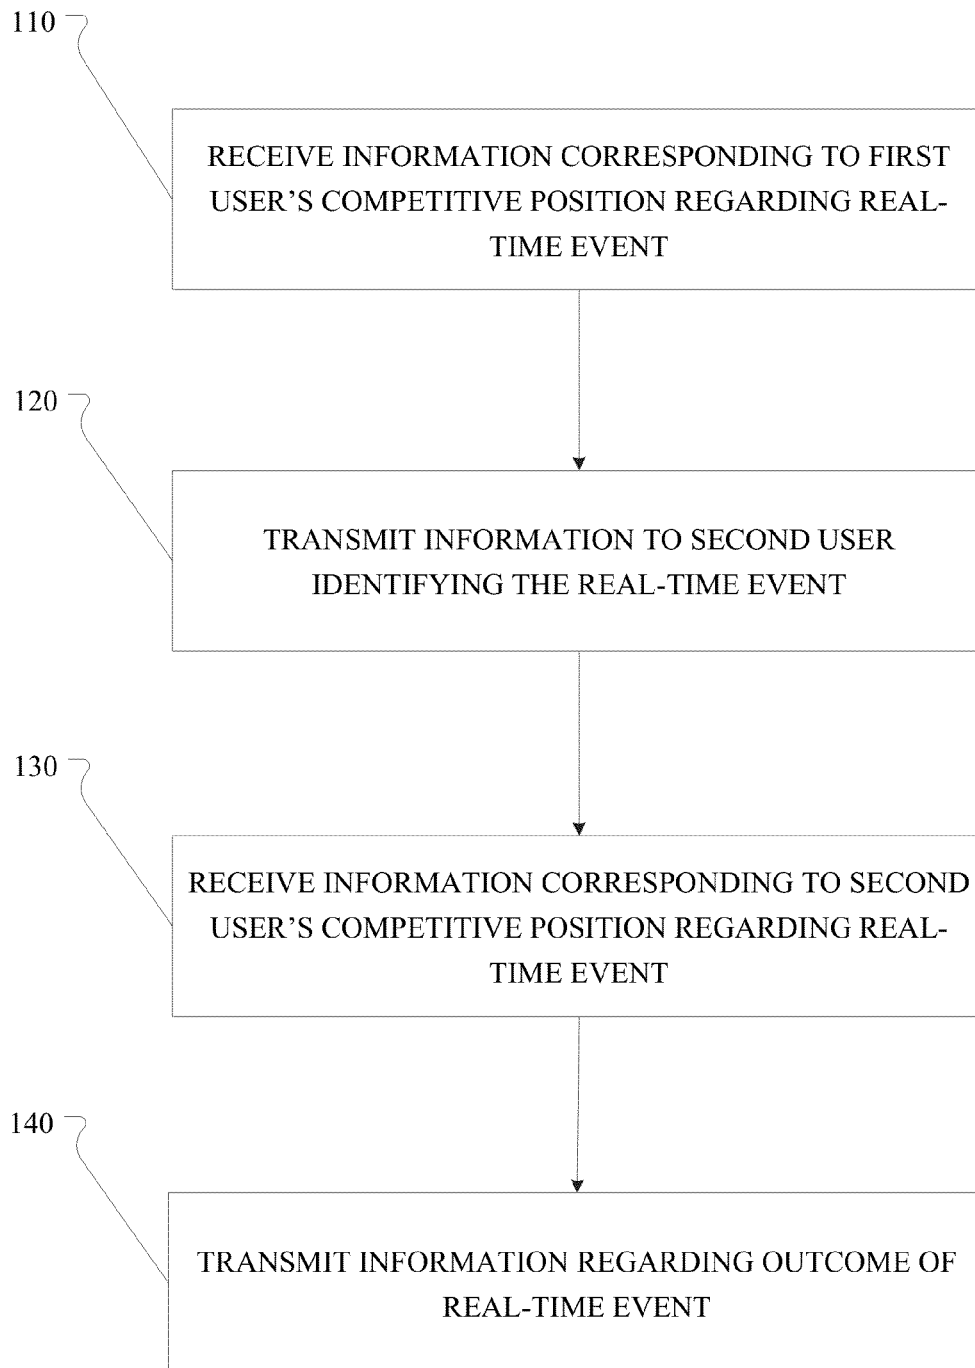 110
RECEIVE INFORMATION CORRESPONDING TO FIRST
USER’S COMPETITIVE POSITION REGARDING REAL-
TIME EVENT
120
TRANSMIT INFORMATION TO SECOND USER
IDENTIFYING THE REAL-TIME EVENT
130
RECEIVE INFORMATION CORRESPONDING TO SECOND
USER’S COMPETITIVE POSITION REGARDING REAL-
TIME EVENT
140
TRANSMIT INFORMATION REGARDING OUTCOME OF
REAL-TIME EVENT